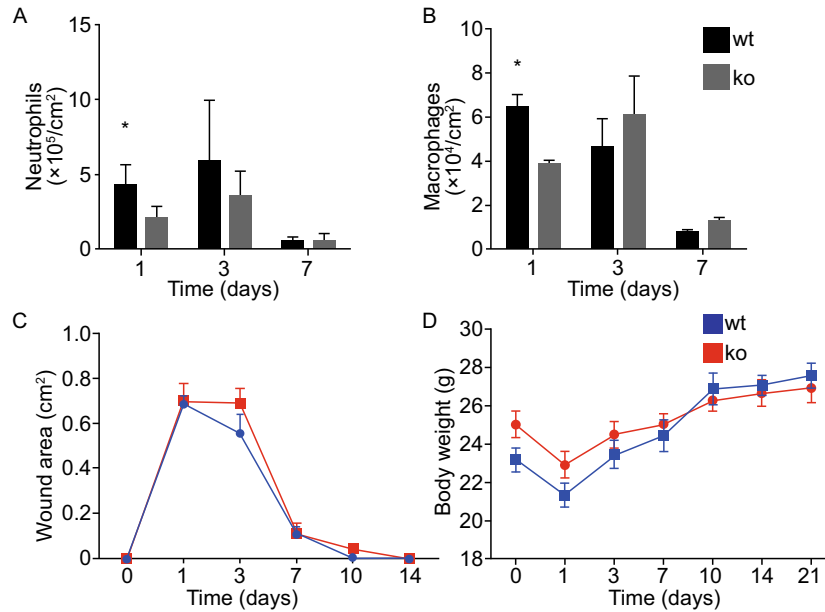 A
Neutrophils
(×10⁵/cm²)
15
10
5
0
*
1
3
7
Time (days)
B
Macrophages
(×10⁴/cm²)
10
8
6
4
2
0
*
wt
ko
1
3
7
Time (days)
C
Wound area (cm²)
1.0
0.8
0.6
0.4
0.2
0
0
1
3
7
10
14
Time (days)
D
Body weight (g)
30
28
26
24
22
20
18
wt
ko
0
1
3
7
10
14
21
Time (days)